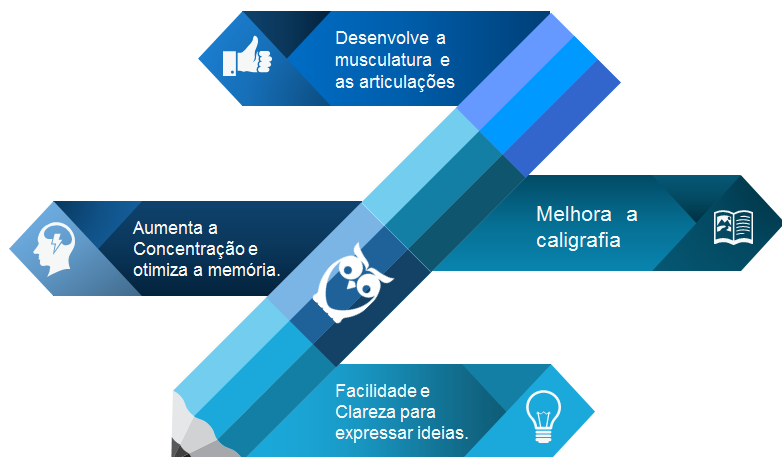 Desenvolve a
musculatura e
as articulações
Melhora a
caligrafia
Aumenta a
Concentração e
otimiza a memória.
Facilidade e
Clareza para
expressar ideias.